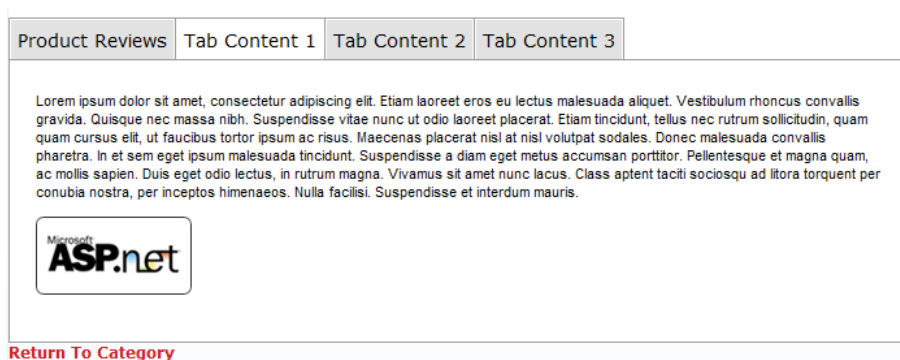 Product Reviews Tab Content 1 Tab Content 2 Tab Content 3
Lorem ipsum dolor sit amet, consectetur adipiscing elit. Etiam laoreet eros eu lectus malesuada aliquet. Vestibulum rhoncus convallis
gravida. Quisque nec massa nibh. Suspendisse vitae nunc ut odio laoreet placerat. Etiam tincidunt, tellus nec rutrum sollicitudin, quam
quam cursus elit, ut faucibus tortor ipsum ac risus. Maecenas placerat nisl at nisl volutpat sodales. Donec malesuada convallis
pharetra. In et sem eget ipsum malesuada tincidunt. Suspendisse a diam eget metus accumsan porttitor. Pellentesque et magna quam,
ac mollis sapien. Duis eget odio lectus, in rutrum magna. Vivamus sit amet nunc lacus. Class aptent taciti sociosqu ad litora torquent per
conubia nostra, per inceptos himenaeos. Nulla facilisi. Suspendisse et interdum mauris.
Microsoft
ASP.net
Return To Category